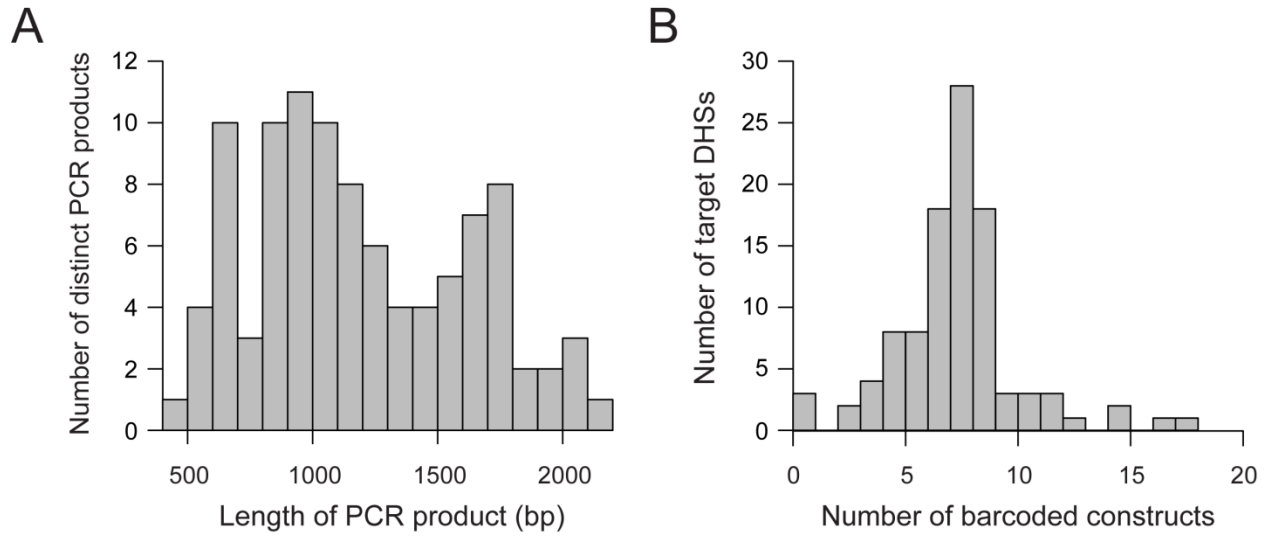 A
Number of distinct PCR products
12
10
8
6
4
2
0
500 1000 1500 2000
Length of PCR product (bp)
B
Number of target DHSs
30
25
20
15
10
5
0
0 5 10 15 20
Number of barcoded constructs